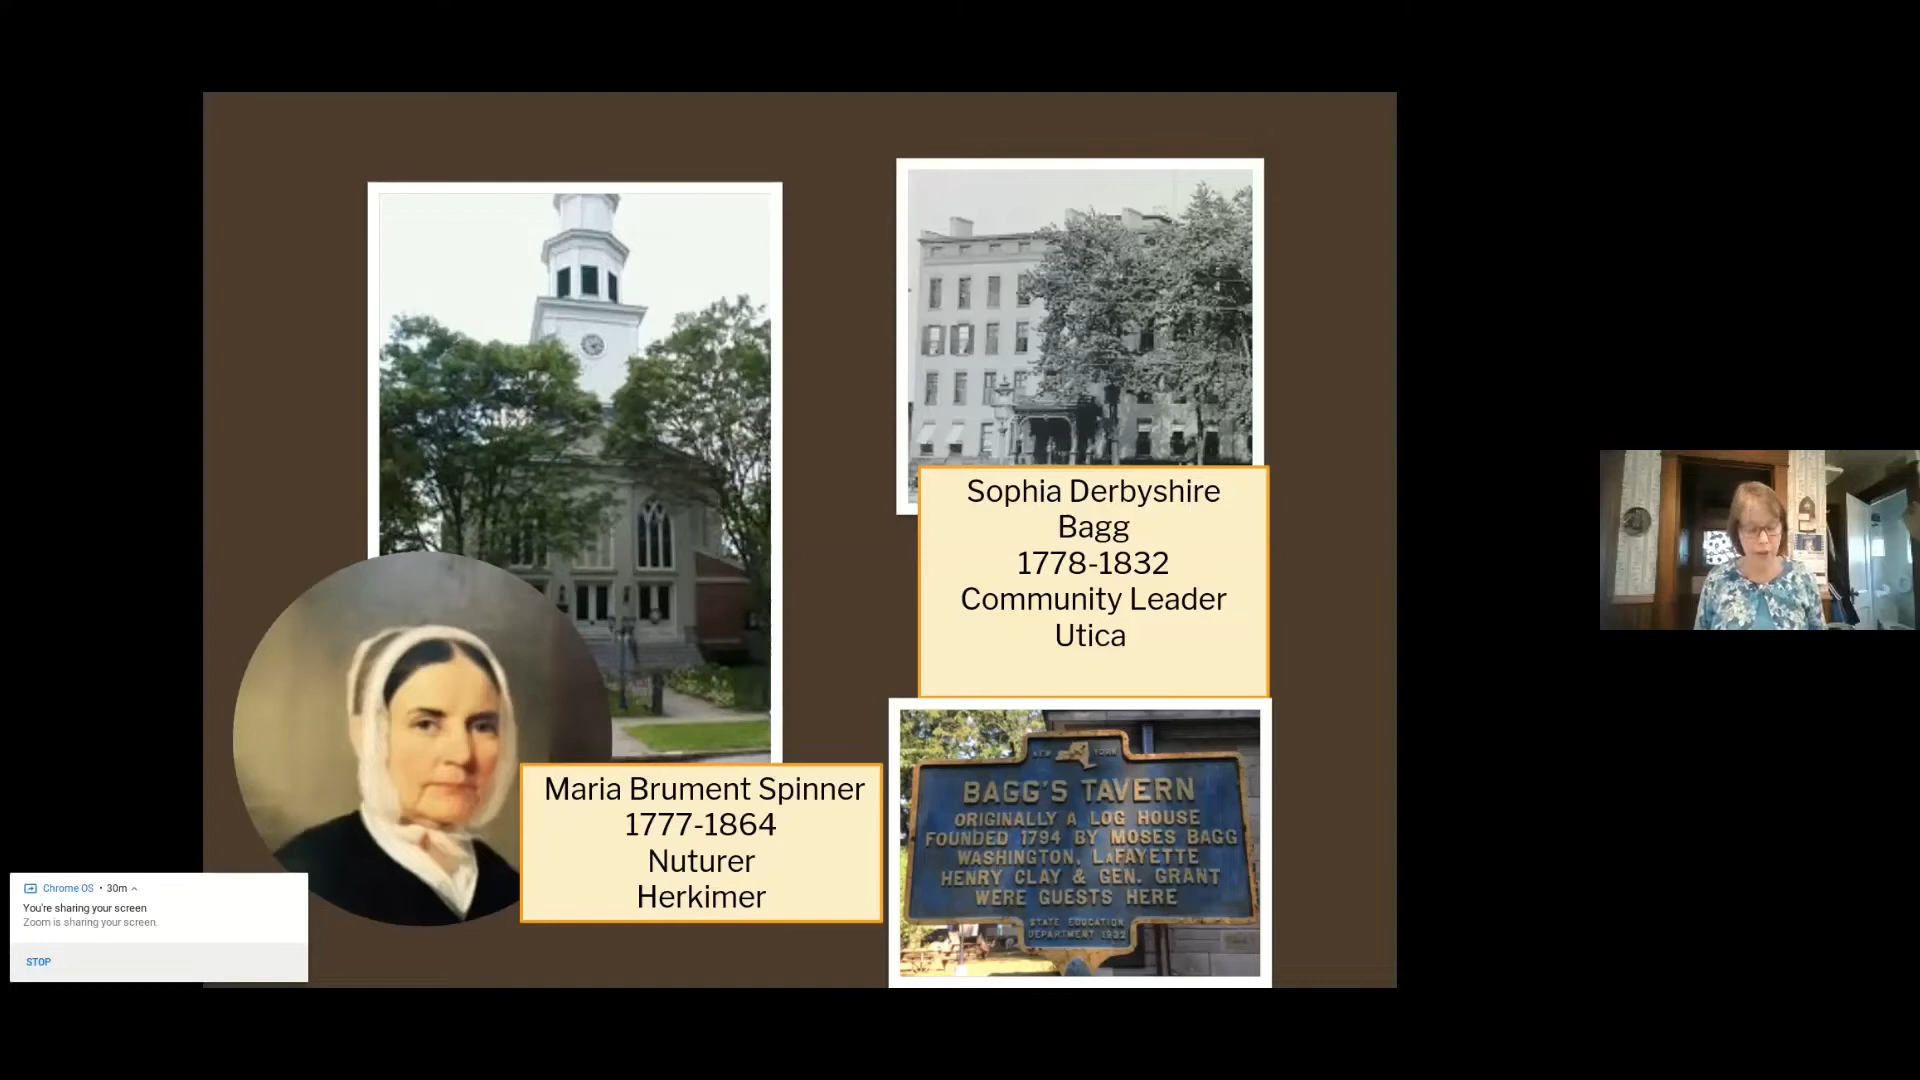 Sophia Derbyshire
Bagg
1778-1832
Community Leader
Utica
Maria Brument Spinner
1777-1864
Nuturer
Herkimer
NEW YORK
BAGG'S TAVERN
ORIGINALLY A LOG HOUSE
FOUNDED 1794 BY MOSES BAGG
WASHINGTON, LAFAYETTE
HENRY CLAY & GEN. GRANT
WERE GUESTS HERE
STATE EDUCATION
DEPARTMENT 1932
Chrome OS • 30m
You're sharing your screen
Zoom is sharing your screen.
STOP